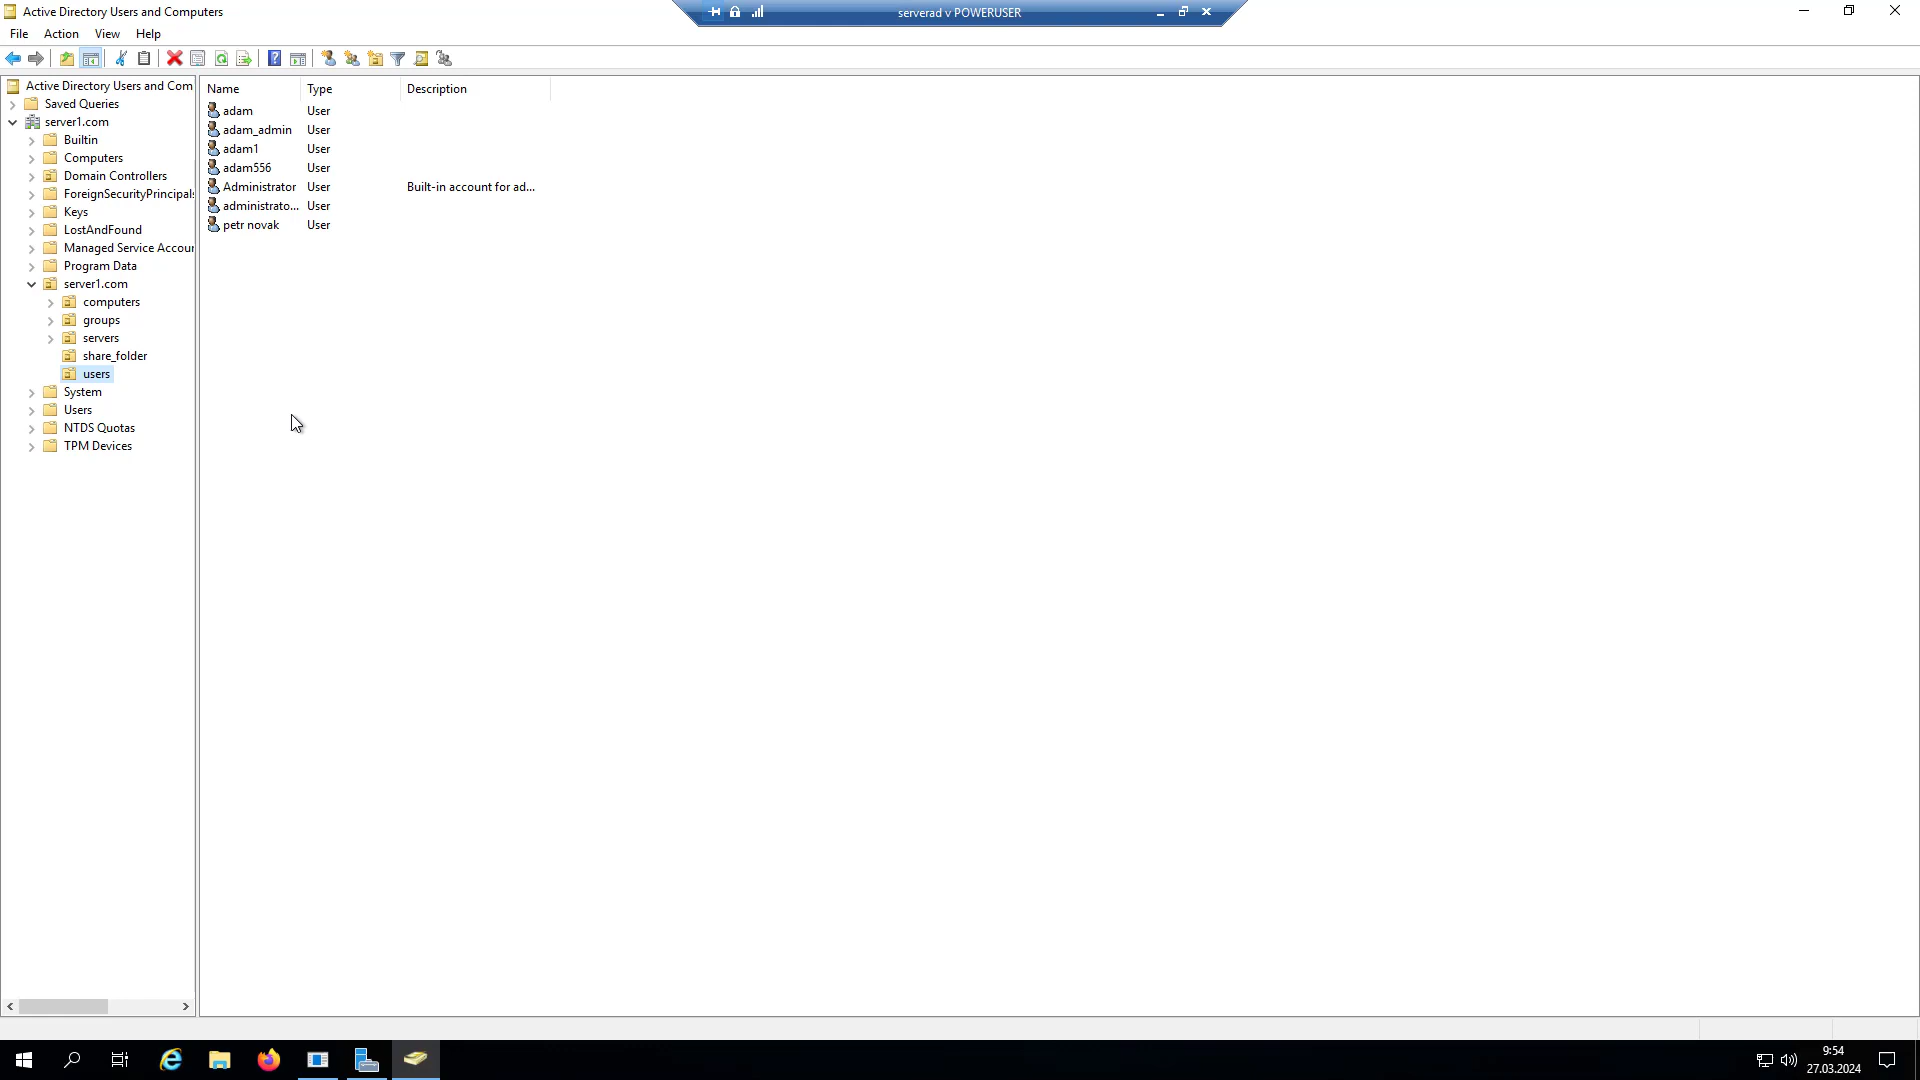 Active Directory Users and Computers
serverad v POWERUSER
File Action View Help
Active Directory Users and Com
Saved Queries
server1.com
Builtin
Computers
Domain Controllers
ForeignSecurityPrincipal
Keys
LostAndFound
Managed Service Accour
Program Data
server1.com
computers
groups
servers
share_folder
users
System
Users
NTDS Quotas
TPM Devices
Name Type Description
adam User
adam_admin User
adam1 User
adam556 User
Administrator User Built-in account for ad...
administrato... User
petr novak User
9:54
27.03.2024